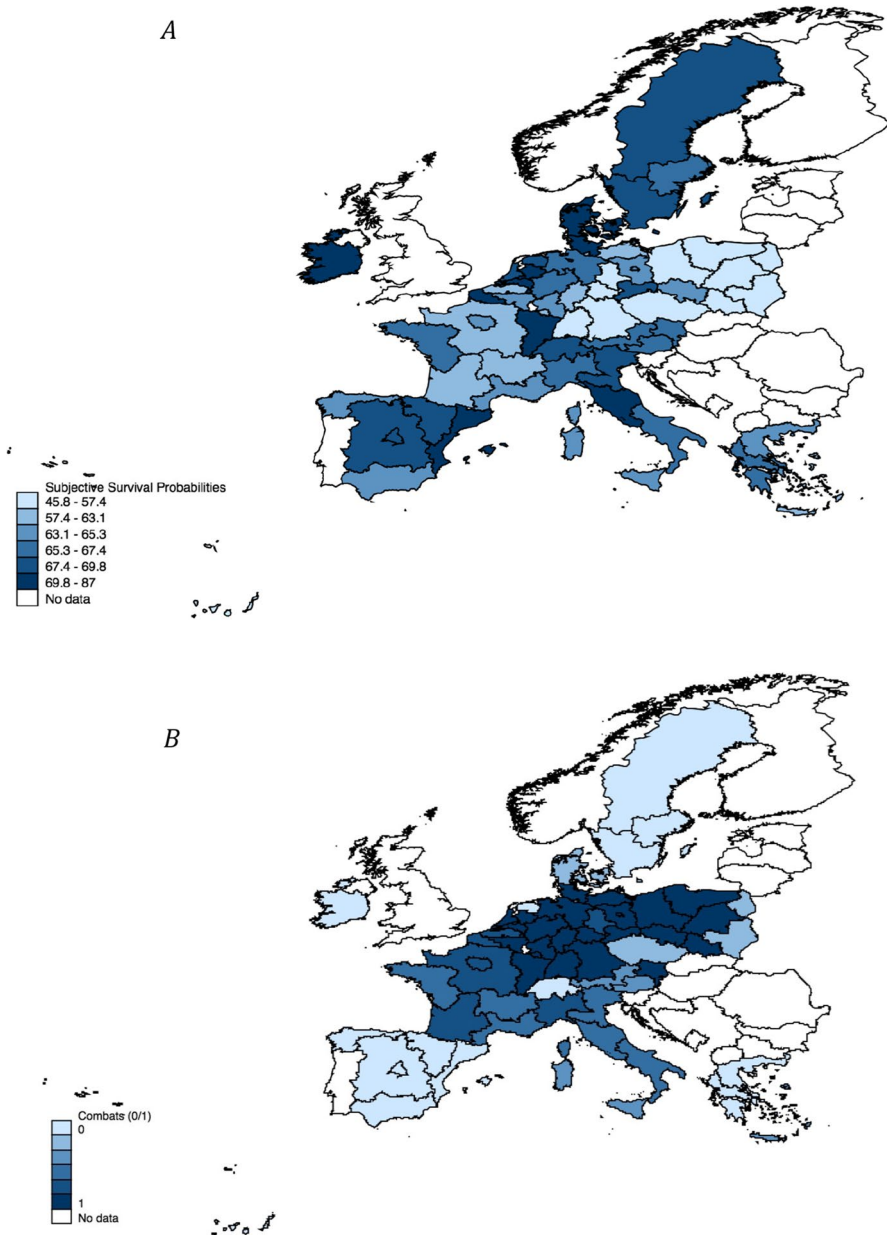 A
Subjective Survival Probabilities
45.8 - 57.4
57.4 - 63.1
63.1 - 65.3
65.3 - 67.4
67.4 - 69.8
69.8 - 87
No data
B
Combats (0/1)
0
1
No data